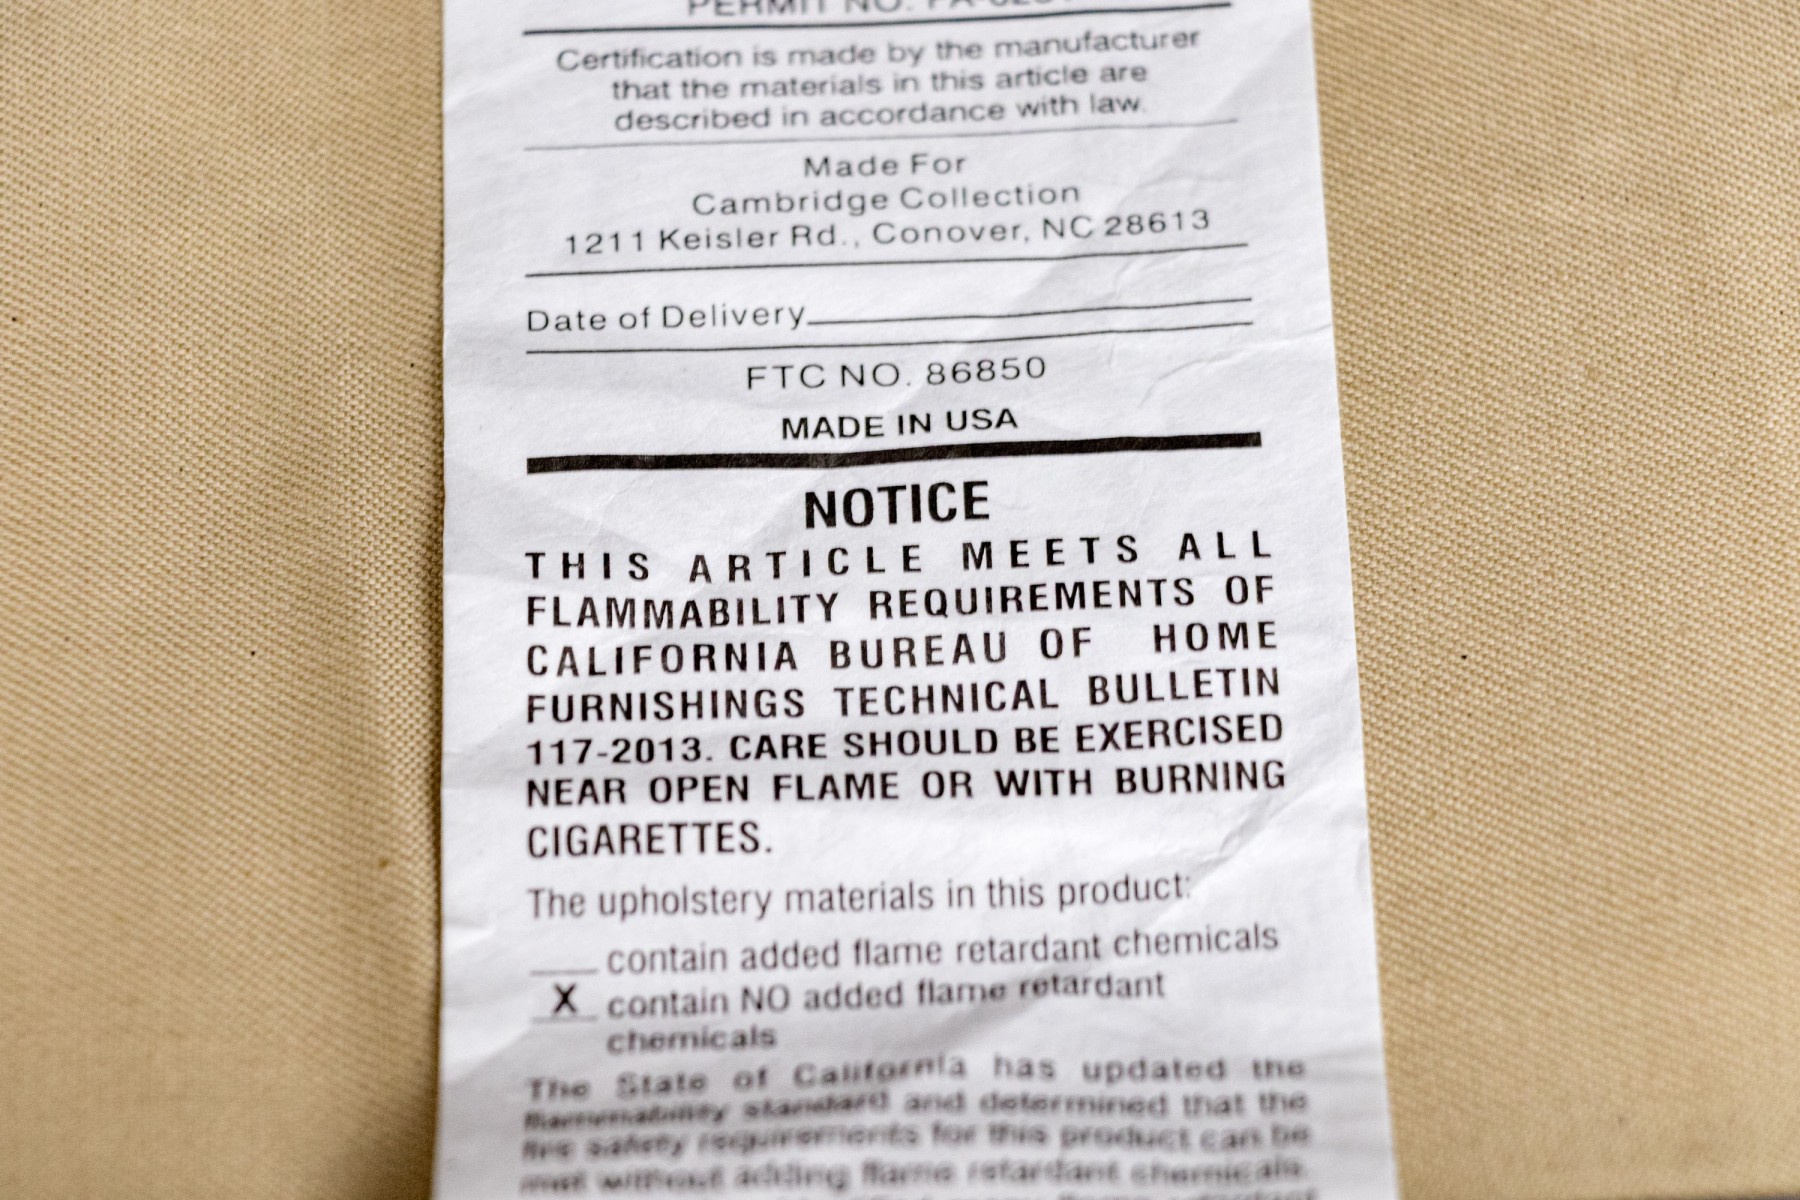 PERMIT NO. PA-
Certification is made by the manufacturer
that the materials in this article are
described in accordance with law.
Made For
Cambridge Collection
1211 Keisler Rd., Conover, NC 28613
Date of Delivery
FTC NO. 86850
MADE IN USA
NOTICE
THIS ARTICLE MEETS ALL
FLAMMABILITY REQUIREMENTS OF
CALIFORNIA BUREAU OF HOME
FURNISHINGS TECHNICAL BULLETIN
117-2013. CARE SHOULD BE EXERCISED
NEAR OPEN FLAME OR WITH BURNING
CIGARETTES.
The upholstery materials in this product:
contain added flame retardant chemicals
X contain NO added flame retardant
chemicals
The State of California has updated the
flammability standard and determined that the
fire safety requirements for this product can be
met without adding flame retardant chemicals.